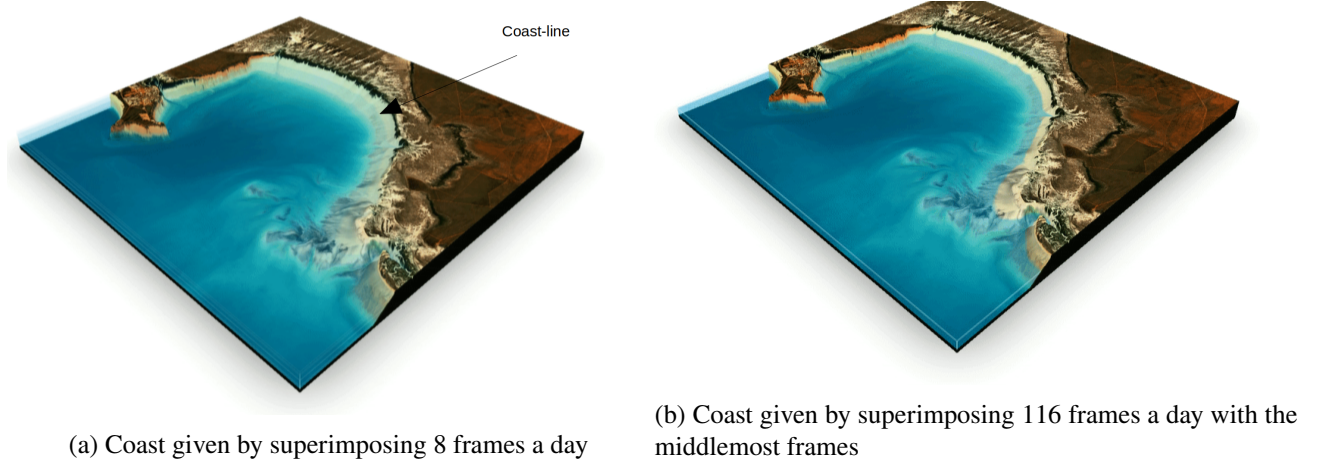 Coast-line
(a) Coast given by superimposing 8 frames a day
(b) Coast given by superimposing 116 frames a day with the
middlemost frames